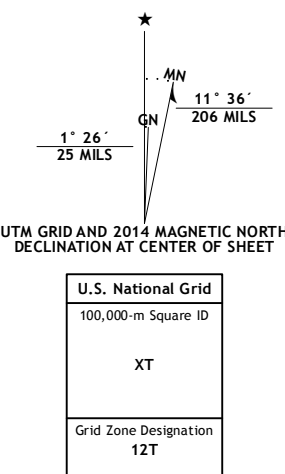 ★
MN
GN
11° 36´
206 MILS
1° 26´
25 MILS
UTM GRID AND 2014 MAGNETIC NORTH
DECLINATION AT CENTER OF SHEET
U.S. National Grid
100,000-m Square ID
XT
Grid Zone Designation
12T